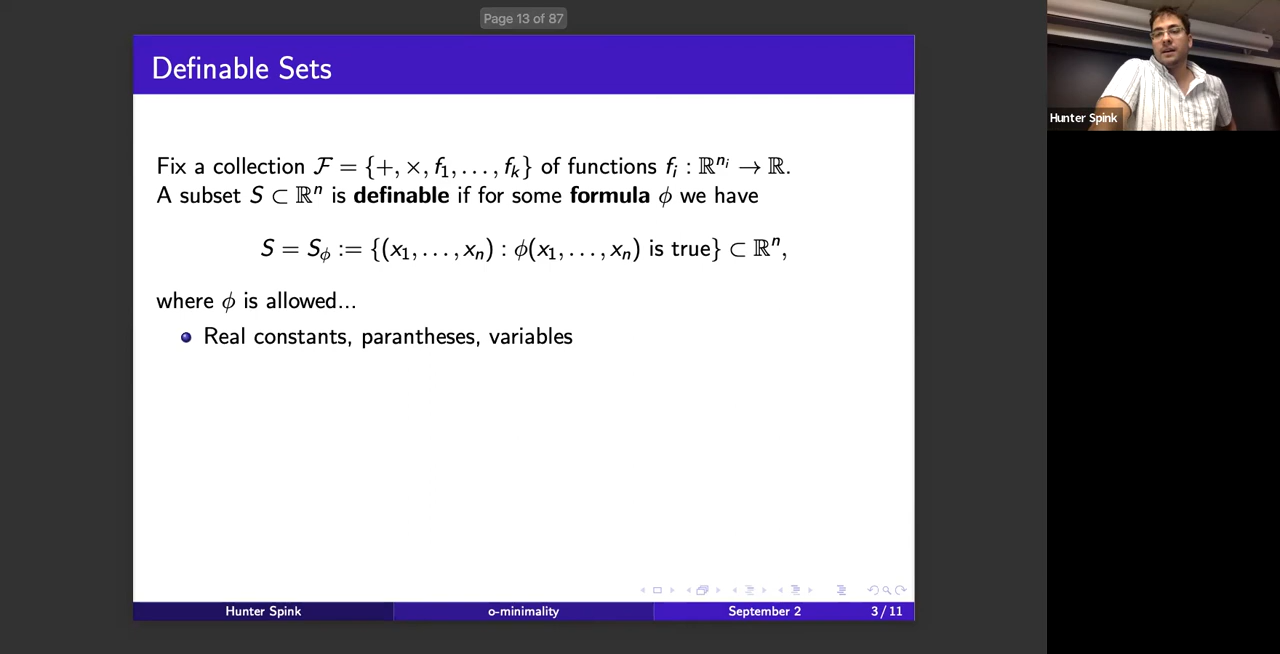 Page 13 of 87
Definable Sets
Fix a collection ℱ = {+, ×, f₁, . . . , fₖ} of functions fᵢ : ℝⁿⁱ → ℝ.
A subset S ⊂ ℝⁿ is definable if for some formula ϕ we have
S = S_ϕ := {(x₁, . . . , xₙ) : ϕ(x₁, . . . , xₙ) is true} ⊂ ℝⁿ,
where ϕ is allowed...
Real constants, parantheses, variables
Hunter Spink
o-minimality
September 2
3 / 11
Hunter Spink